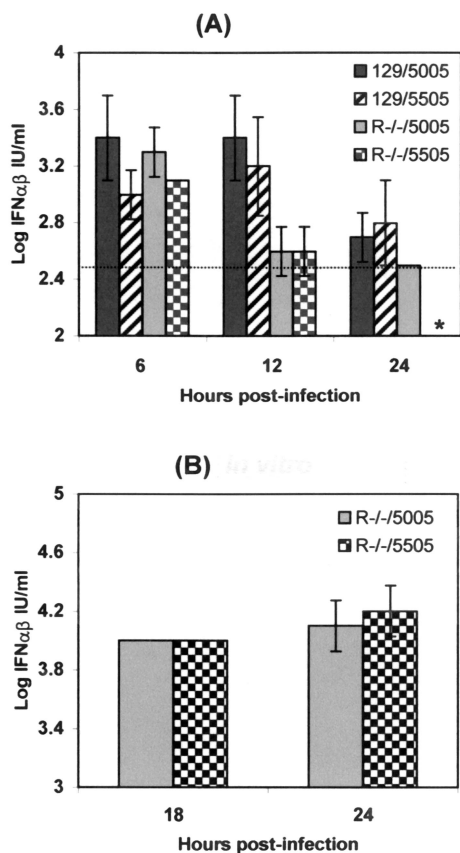 (A)
4
3.6
3.2
2.8
2.4
2
Log IFNαβ IU/ml
129/5005
129/5505
R-/-/5005
R-/-/5505
*
6 12 24
Hours post-infection
(B)
5
4.6
4.2
3.8
3.4
3
Log IFNαβ IU/ml
R-/-/5005
R-/-/5505
18 24
Hours post-infection